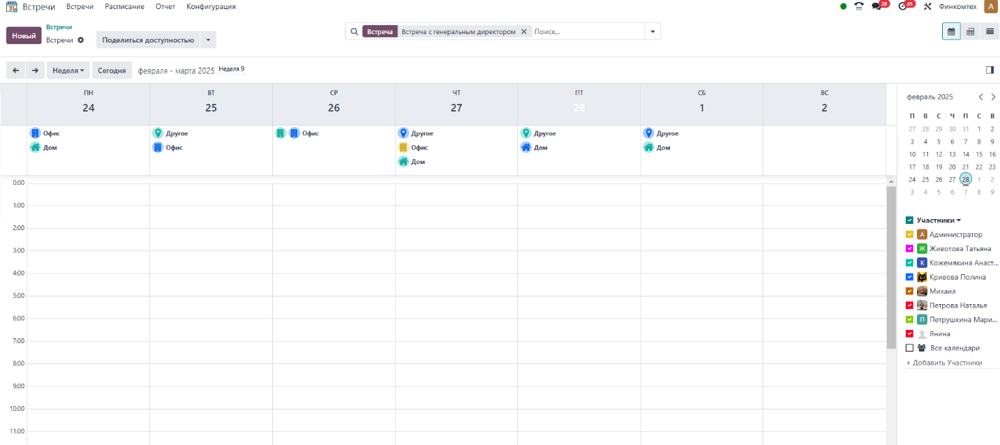 31 Встречи Встречи Расписание Отчет Конфигурация 28 45 Финкомтех А
Новый Встречи
Встречи
Поделиться доступностью
Встреча Встреча с генеральным директором Поиск...
Неделя Сегодня февраля - марта 2025 Неделя 9
ПН ВТ СР ЧТ ПТ СБ ВС
24 25 26 27 28 1 2
Офис Другое Офис Другое Другое Другое
Дом Офис Офис Дом Дом
Дом
0:00
1:00
2:00
3:00
4:00
5:00
6:00
7:00
8:00
9:00
10:00
11:00
февраль 2025
П В С Ч П С В
27 28 29 30 31 1 2
3 4 5 6 7 8 9
10 11 12 13 14 15 16
17 18 19 20 21 22 23
24 25 26 27 28 1 2
3 4 5 6 7 8 9
Участники
А Администратор
Ж Животова Татьяна
К Кожемякина Анаст...
Кривова Полина
Михаил
Петрова Наталья
П Петрушкина Мари...
Янина
Все календари
+ Добавить Участники